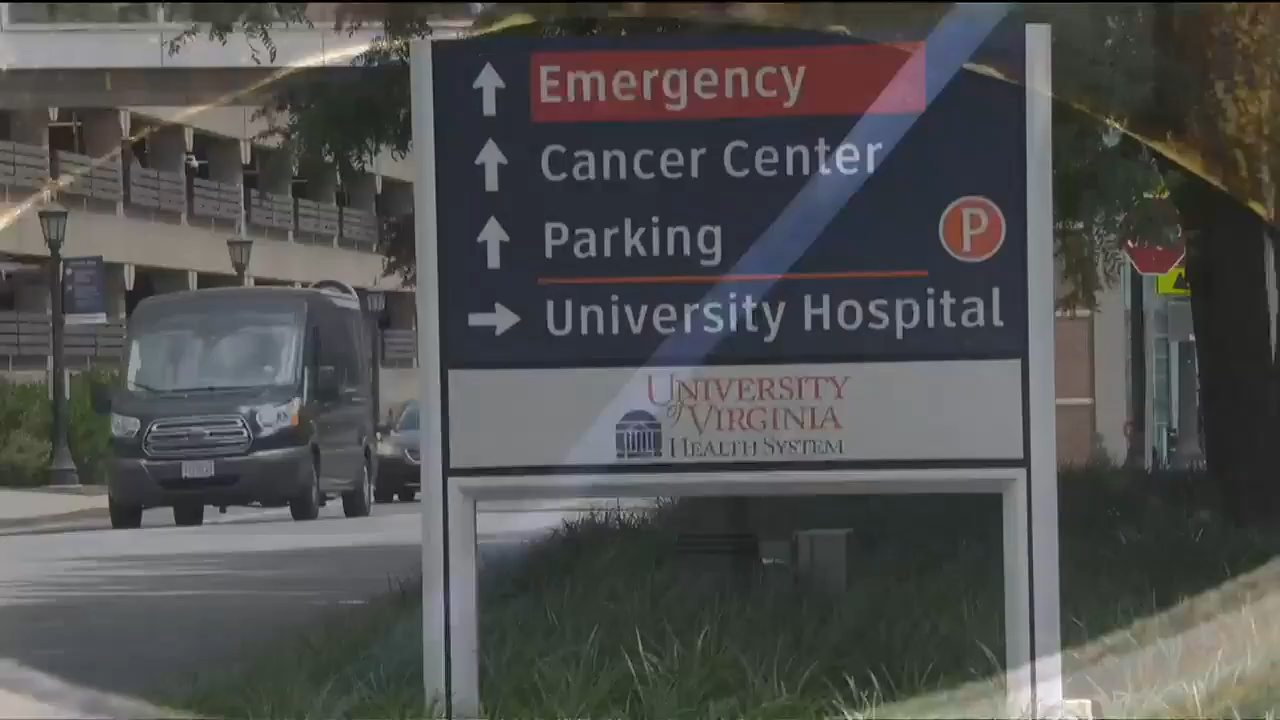 Emergency
Cancer Center
Parking
P
University Hospital
UNIVERSITY
of VIRGINIA
HEALTH SYSTEM